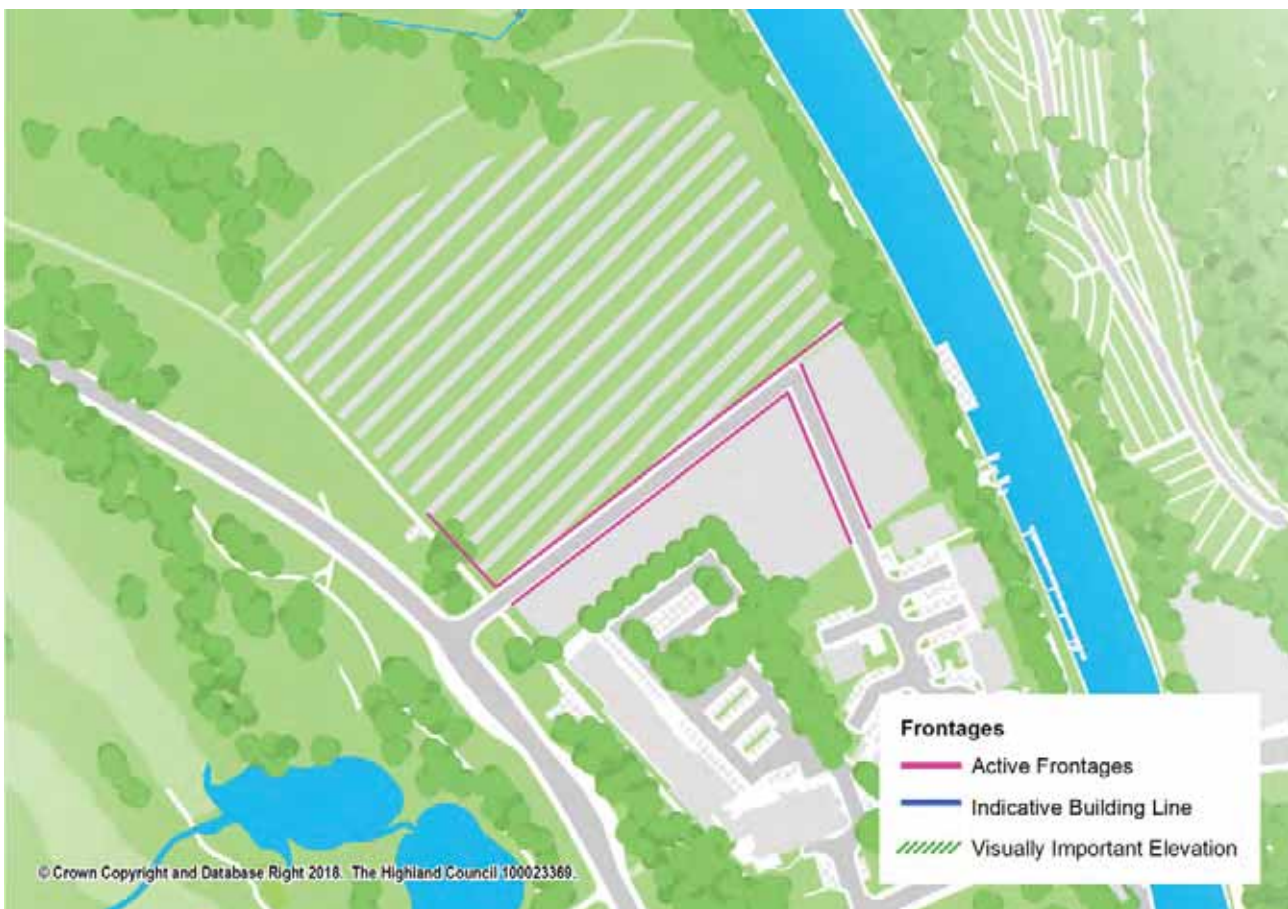 Frontages
Active Frontages
Indicative Building Line
Visually Important Elevation
© Crown Copyright and Database Right 2018. The Highland Council 100023369.